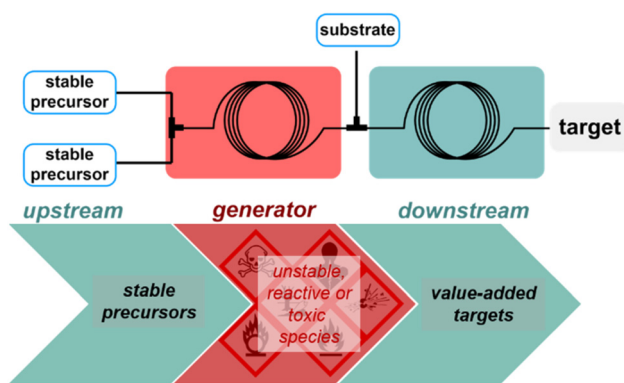 substrate
stable
precursor
stable
precursor
target
upstream
generator
downstream
stable
precursors
unstable,
reactive or
toxic
species
value-added
targets